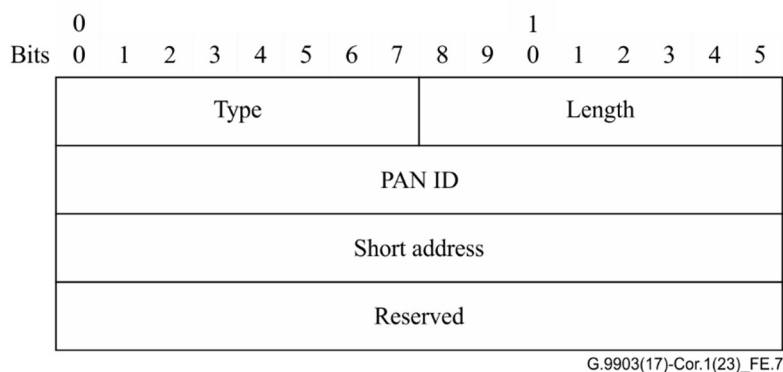 0 1
Bits 0 1 2 3 4 5 6 7 8 9 0 1 2 3 4 5
Type Length
PAN ID
Short address
Reserved
G.9903(17)-Cor.1(23)_FE.7